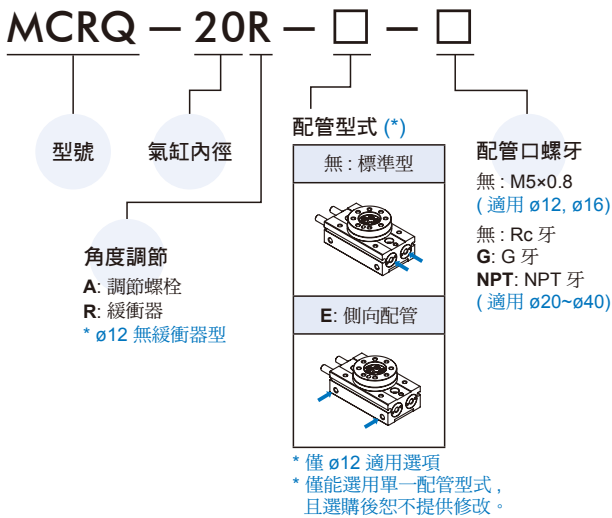 MCRQ — 20R — □ — □
型號
氣缸內徑
角度調節
A: 調節螺栓
R: 緩衝器
* ø12 無緩衝器型
配管型式 (*)
無 : 標準型
E: 側向配管
* 僅 ø12 適用選項
* 僅能選用單一配管型式 ,
且選購後恕不提供修改。
配管口螺牙
無 : M5×0.8
( 適用 ø12, ø16)
無 : Rc 牙
G: G 牙
NPT: NPT 牙
( 適用 ø20~ø40)